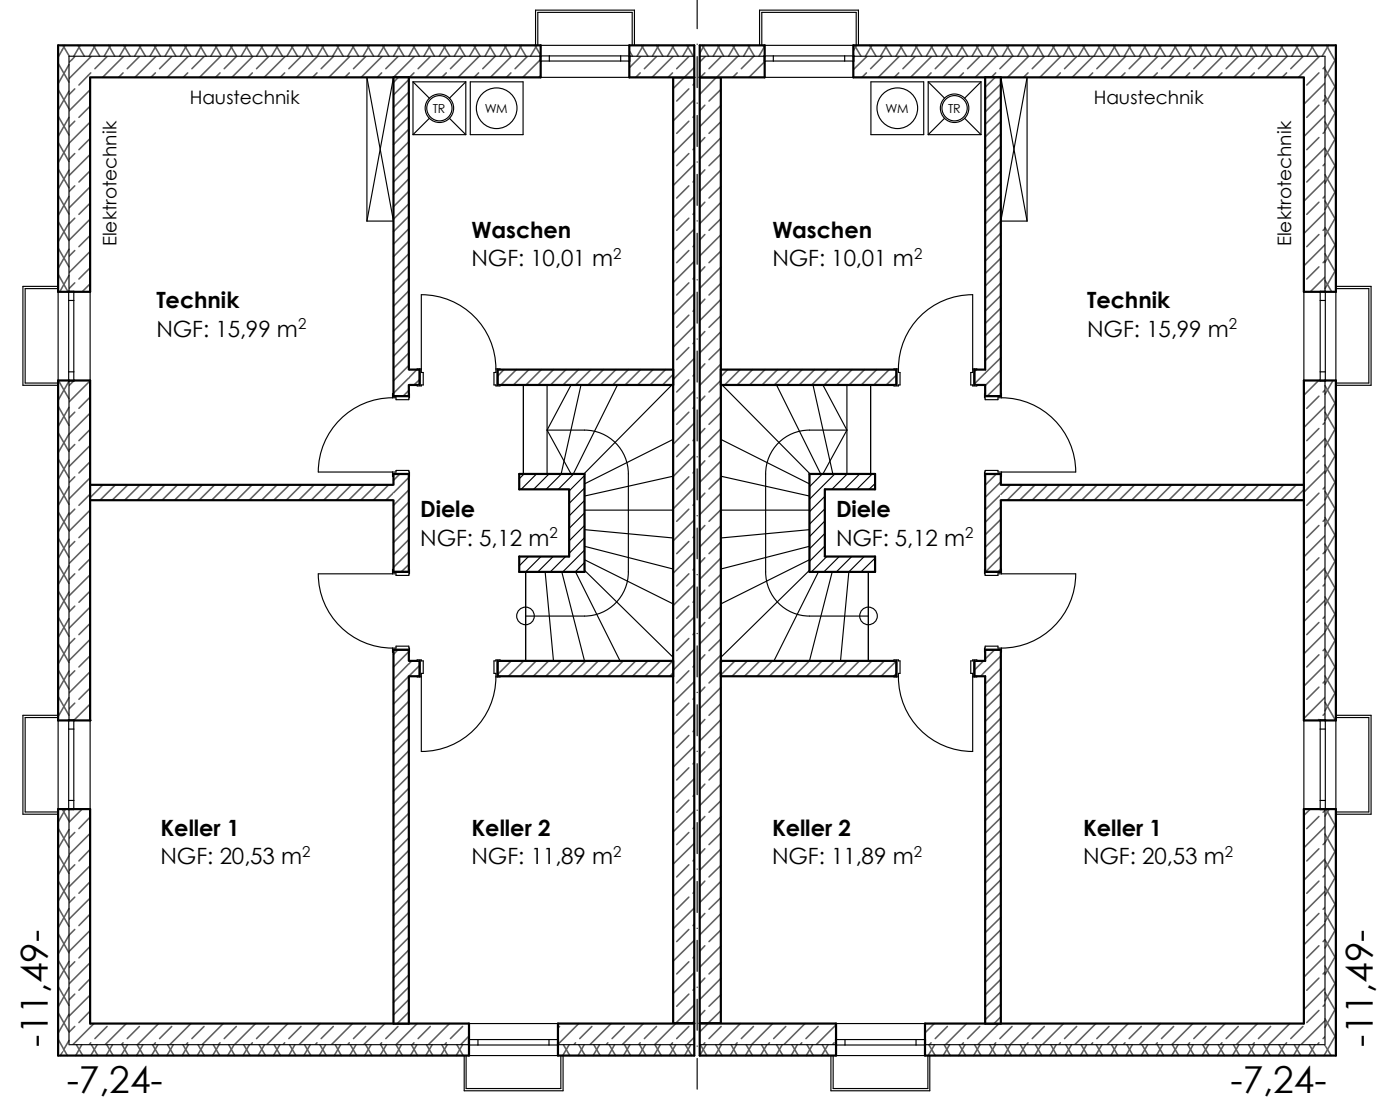 Haustechnik
Elektrotechnik
TR
WM
WM
TR
Haustechnik
Elektrotechnik
Waschen
NGF: 10,01 m²
Waschen
NGF: 10,01 m²
Technik
NGF: 15,99 m²
Technik
NGF: 15,99 m²
Diele
NGF: 5,12 m²
Diele
NGF: 5,12 m²
Keller 1
NGF: 20,53 m²
Keller 2
NGF: 11,89 m²
Keller 2
NGF: 11,89 m²
Keller 1
NGF: 20,53 m²
-11,49-
-11,49-
-7,24-
-7,24-